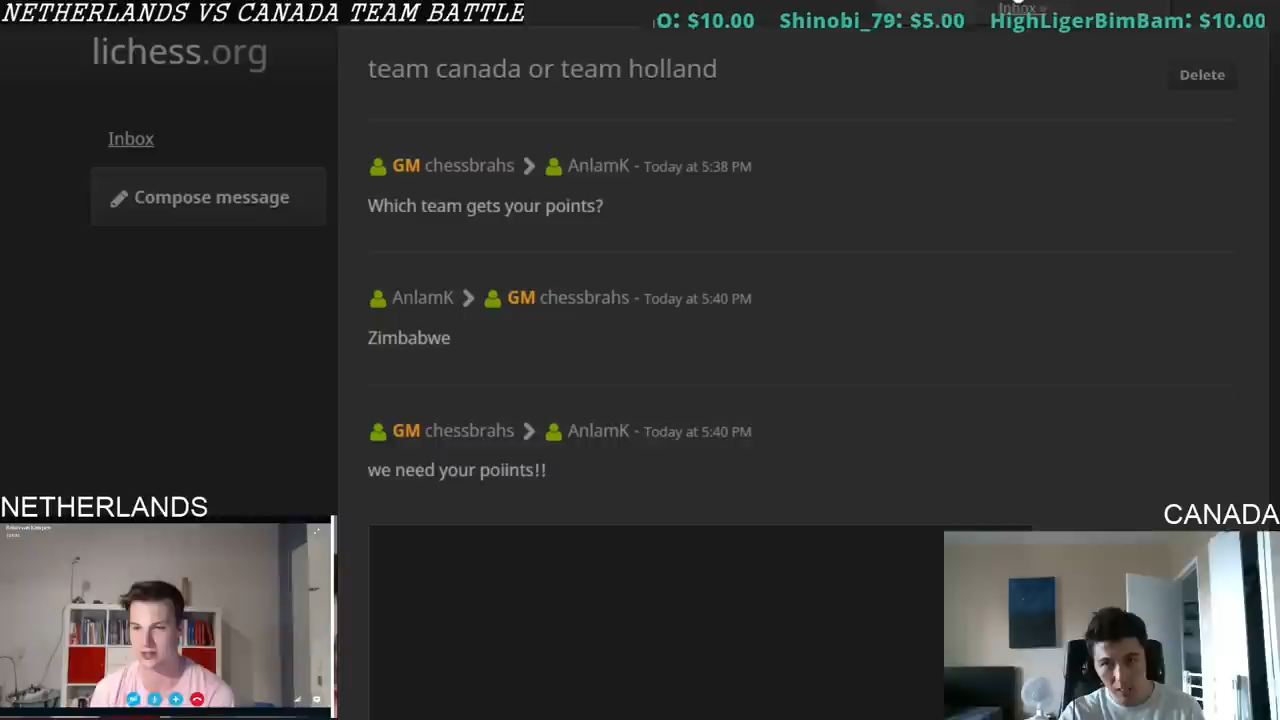 NETHERLANDS VS CANADA TEAM BATTLE
O: $10.00 Shinobi_79: $5.00 HighLigerBimBam: $10.00
Inbox »
lichess.org
team canada or team holland
Delete
Inbox
Compose message
GM chessbrahs AnlamK - Today at 5:38 PM
Which team gets your points?
AnlamK GM chessbrahs - Today at 5:40 PM
Zimbabwe
GM chessbrahs AnlamK - Today at 5:40 PM
we need your poiints!!
NETHERLANDS
CANADA